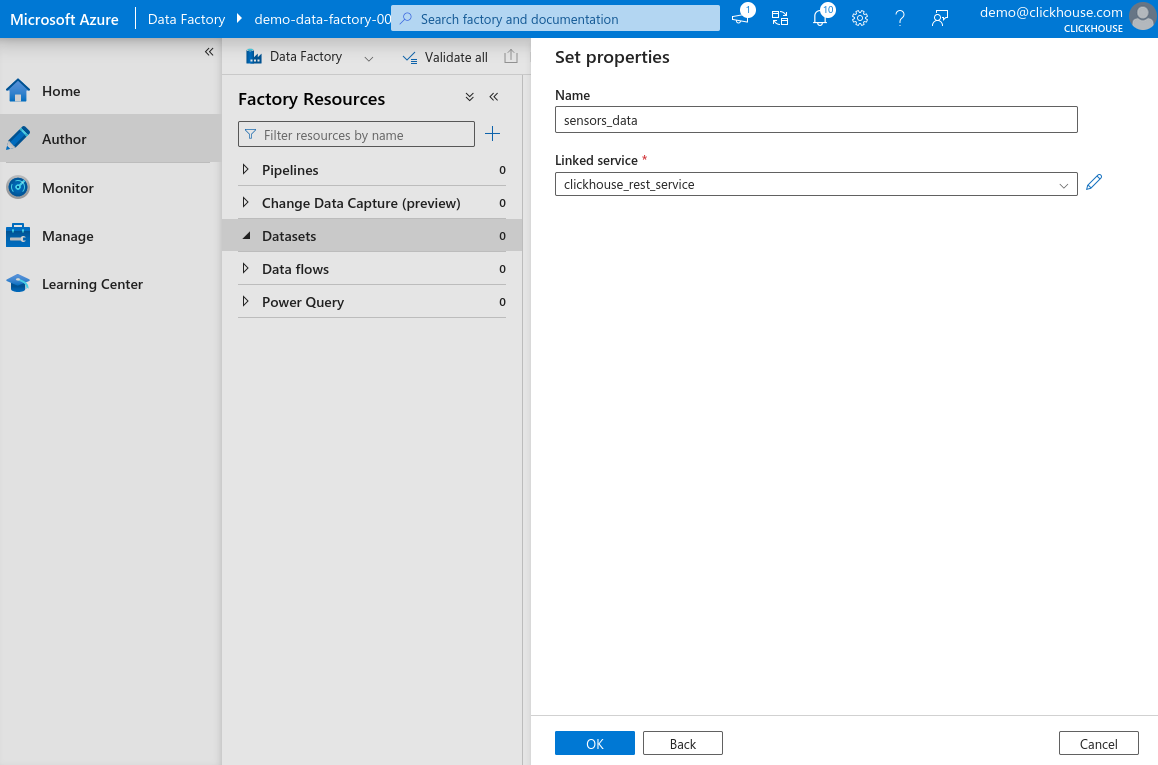 Microsoft Azure
Data Factory
demo-data-factory-00
Search factory and documentation
1
10
demo@clickhouse.com
CLICKHOUSE
Home
Author
Monitor
Manage
Learning Center
Data Factory
Validate all
Factory Resources
Filter resources by name
Pipelines 0
Change Data Capture (preview) 0
Datasets 0
Data flows 0
Power Query 0
Set properties
Name
sensors_data
Linked service *
clickhouse_rest_service
OK
Back
Cancel